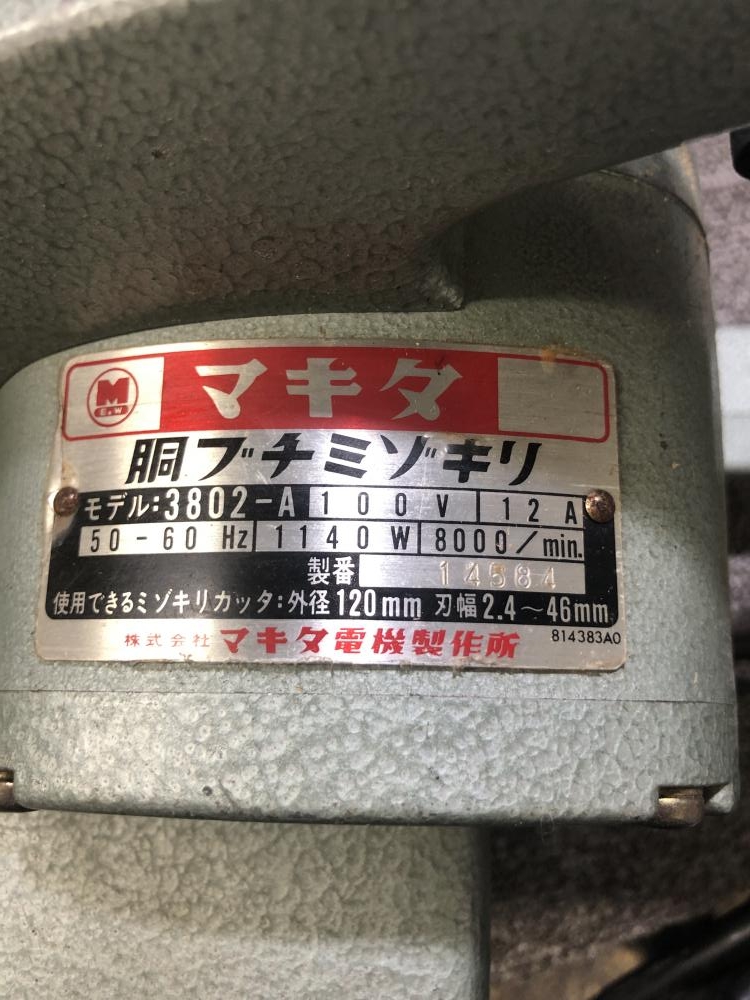 M
E&W
マキタ
胴ブチミゾキリ
モデル:3802-A 100V 12A
50-60 Hz 1140W 8000/min.
製番 14584
使用できるミゾキリカッタ:外径120mm 刃幅2.4~46mm
株式会社マキタ電機製作所 814383A0